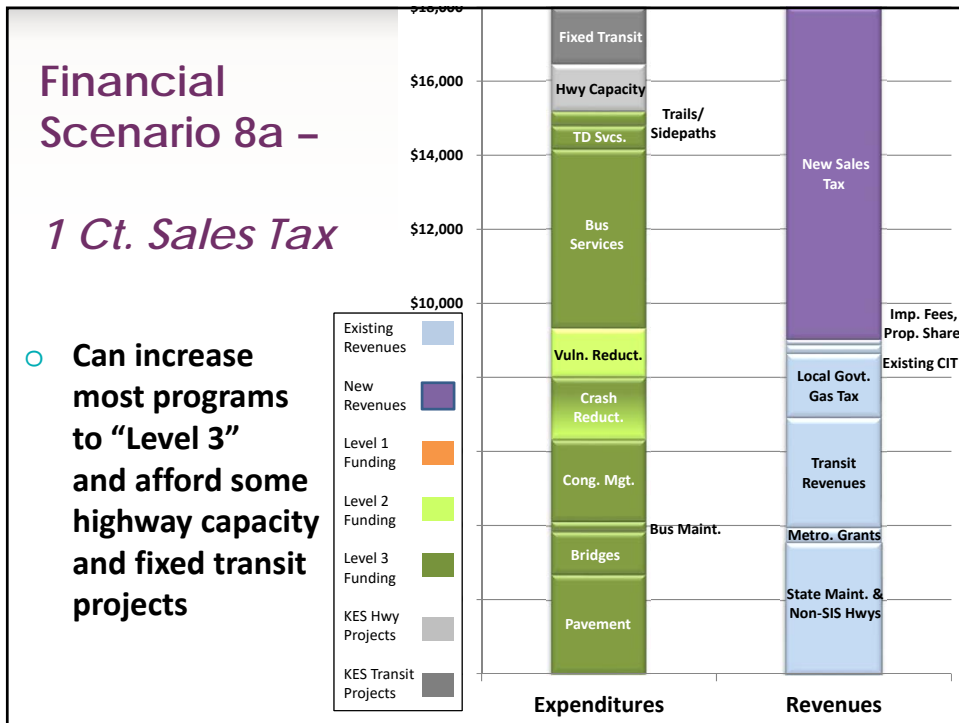 Financial
Scenario 8a –
1 Ct. Sales Tax
o Can increase
most programs
to “Level 3”
and afford some
highway capacity
and fixed transit
projects
Existing
Revenues
New
Revenues
Level 1
Funding
Level 2
Funding
Level 3
Funding
KES Hwy
Projects
KES Transit
Projects
$18,000
$16,000
$14,000
$12,000
$10,000
Fixed Transit
Hwy Capacity
Trails/
Sidepaths
TD Svcs.
Bus
Services
Vuln. Reduct.
Crash
Reduct.
Cong. Mgt.
Bus Maint.
Bridges
Pavement
New Sales
Tax
Imp. Fees,
Prop. Share
Existing CIT
Local Govt.
Gas Tax
Transit
Revenues
Metro. Grants
State Maint. &
Non-SIS Hwys
Expenditures
Revenues